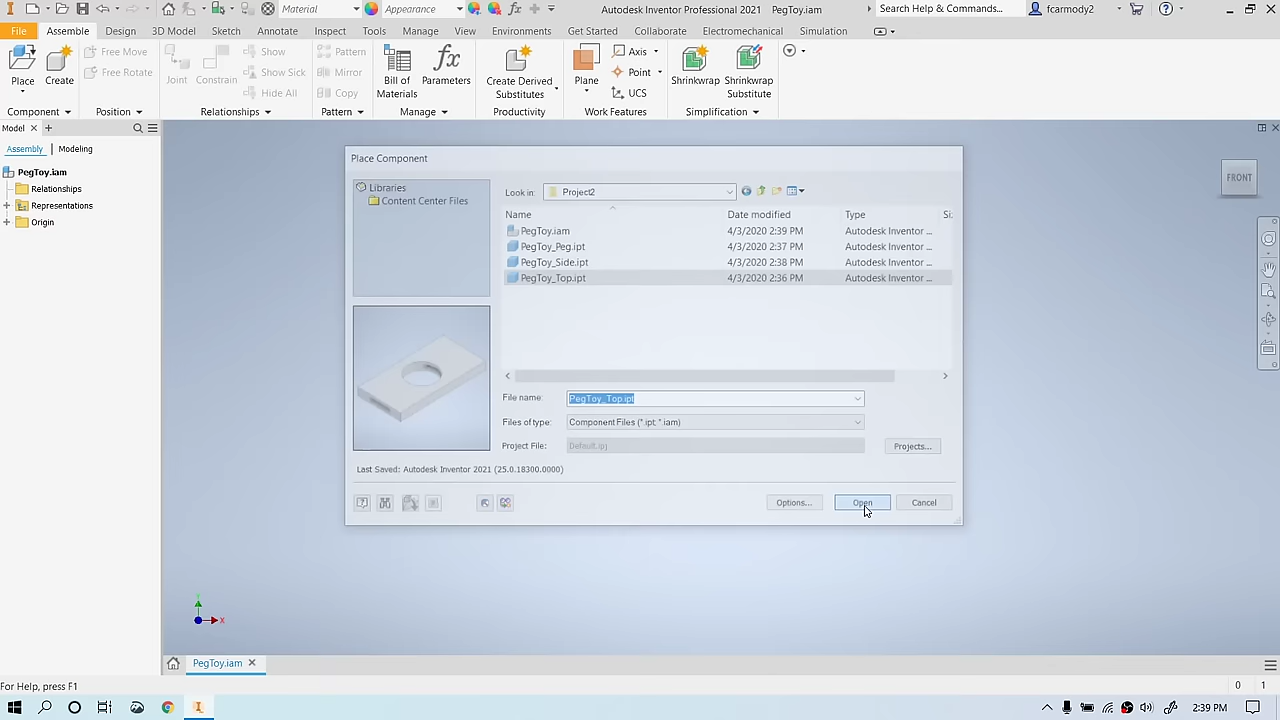 Material
Appearance
Autodesk Inventor Professional 2021 PegToy.iam
Search Help & Commands...
fcarmody2
File Assemble Design 3D Model Sketch Annotate Inspect Tools Manage View Environments Get Started Collaborate Electromechanical Simulation
Place
Create
Free Move
Free Rotate
Joint
Constrain
Show
Show Sick
Hide All
Pattern
Mirror
Copy
Bill of
Materials
Parameters
Create Derived
Substitutes
Plane
Axis
Point
UCS
Shrinkwrap
Shrinkwrap
Substitute
Component Position Relationships Pattern Manage Productivity Work Features Simplification
Model
Assembly Modeling
PegToy.iam
Relationships
Representations
Origin
FRONT
Place Component
Libraries
Content Center Files
Look in: Project2
Name Date modified Type Si:
PegToy.iam 4/3/2020 2:39 PM Autodesk Inventor ...
PegToy_Peg.ipt 4/3/2020 2:37 PM Autodesk Inventor ...
PegToy_Side.ipt 4/3/2020 2:38 PM Autodesk Inventor ...
PegToy_Top.ipt 4/3/2020 2:36 PM Autodesk Inventor ...
File name: PegToy_Top.ipt
Files of type: Component Files (*.ipt; *.iam)
Project File: Default.ipj
Projects...
Last Saved: Autodesk Inventor 2021 (25.0.18300.0000)
Options... Open Cancel
Y
X
PegToy.iam
For Help, press F1
0 1
2:39 PM